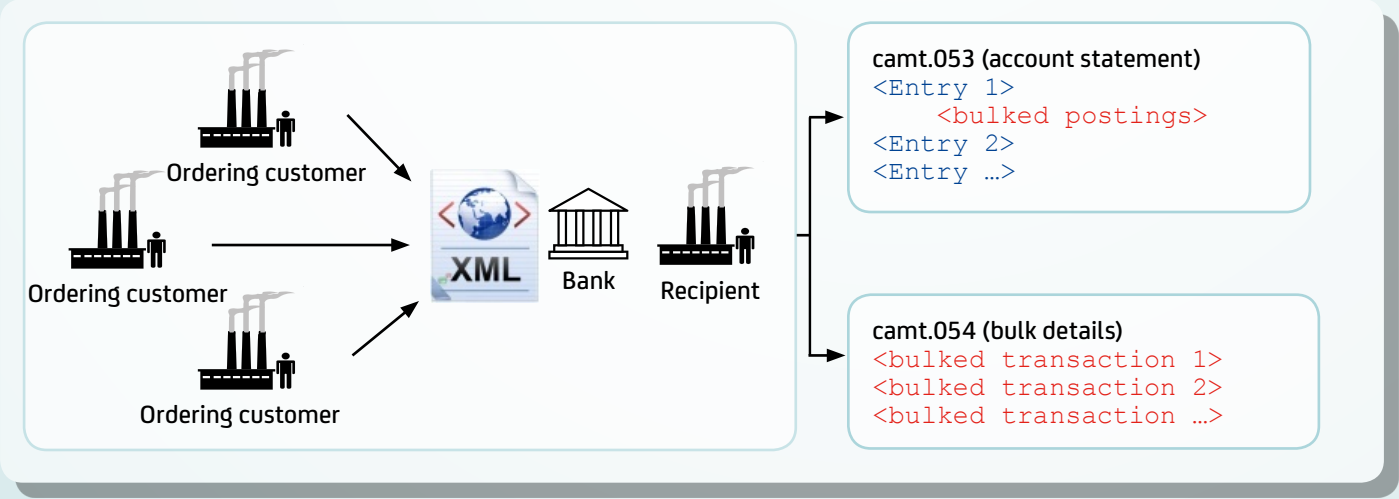 Ordering customer
Ordering customer
Ordering customer
< >
XML
Bank
Recipient
camt.053 (account statement)
<Entry 1>
<bulked postings>
<Entry 2>
<Entry …>
camt.054 (bulk details)
<bulked transaction 1>
<bulked transaction 2>
<bulked transaction …>